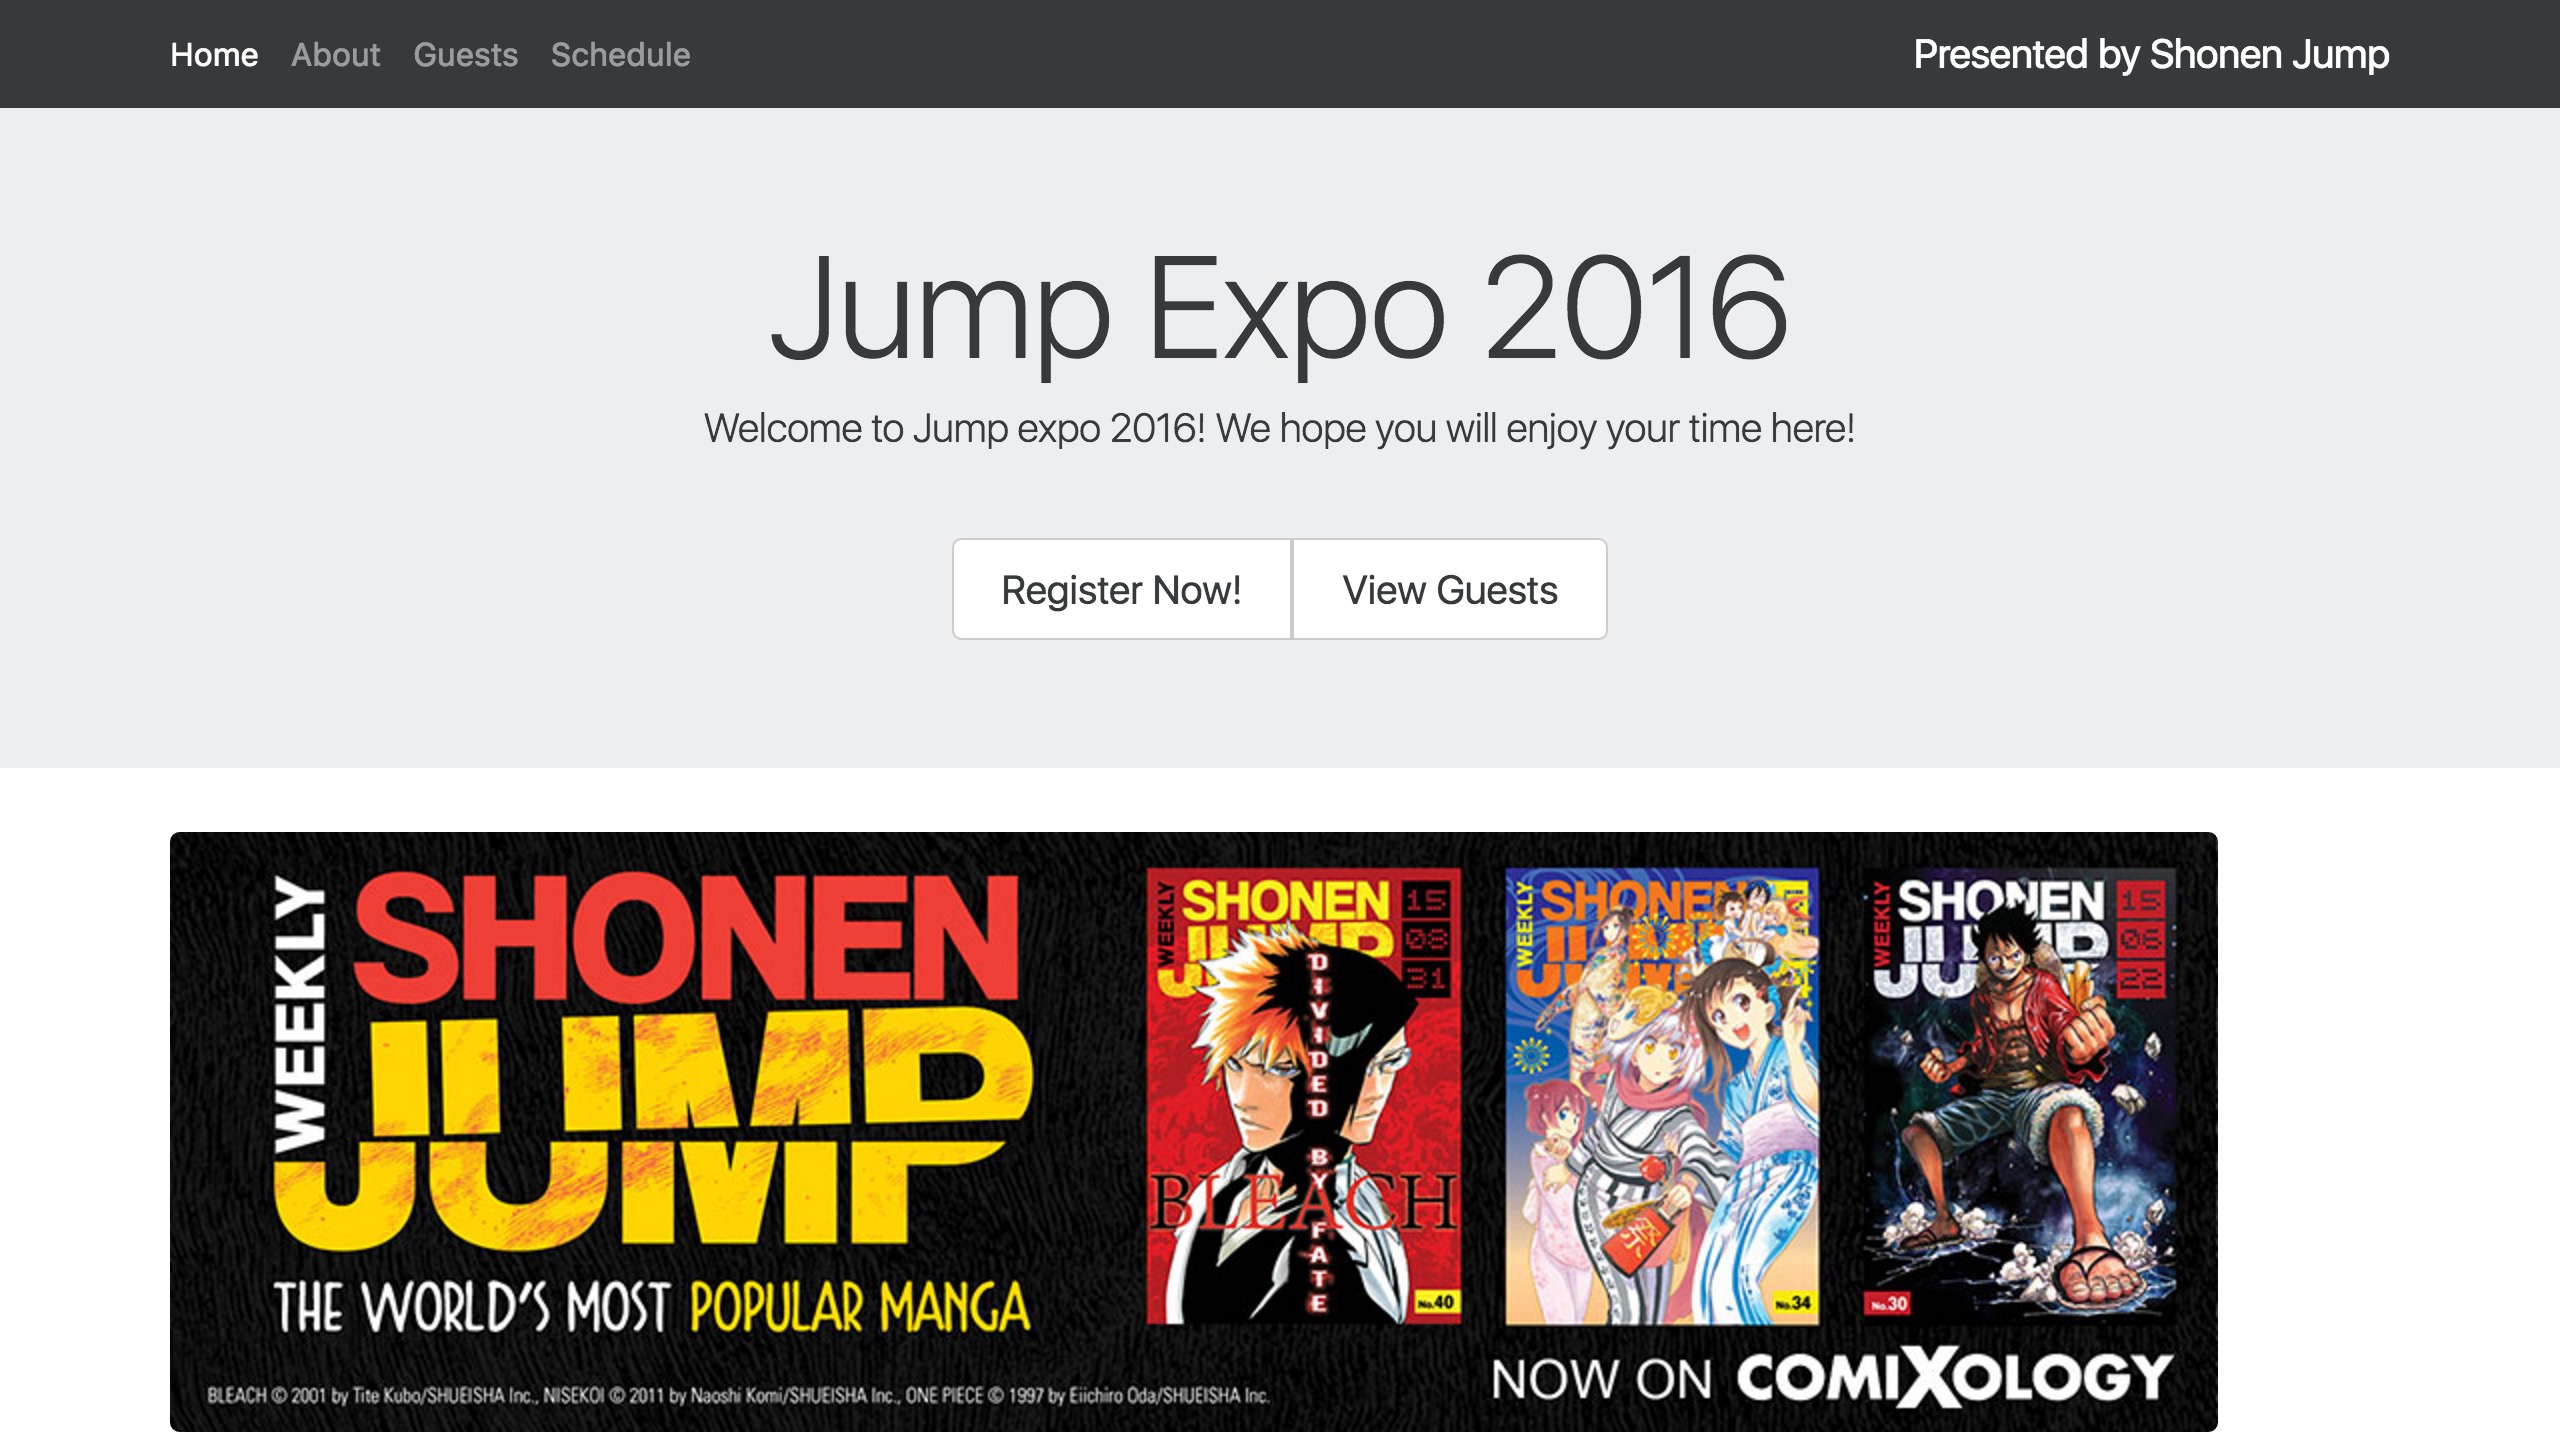 Home About Guests Schedule
Presented by Shonen Jump
Jump Expo 2016
Welcome to Jump expo 2016! We hope you will enjoy your time here!
Register Now!
View Guests
WEEKLY
SHONEN
JUMP
THE WORLD'S MOST POPULAR MANGA
BLEACH © 2001 by Tite Kubo/SHUEISHA Inc., NISEKOI © 2011 by Naoshi Komi/SHUEISHA Inc., ONE PIECE © 1997 by Eiichiro Oda/SHUEISHA Inc.
WEEKLY
SHONEN
JUMP
15
08
31
DIVIDED BY FATE
BLEACH
No.40
WEEKLY
SHONEN
JUMP
祭
No.34
WEEKLY
SHONEN
JUMP
15
06
22
No.30
NOW ON COMIXOLOGY